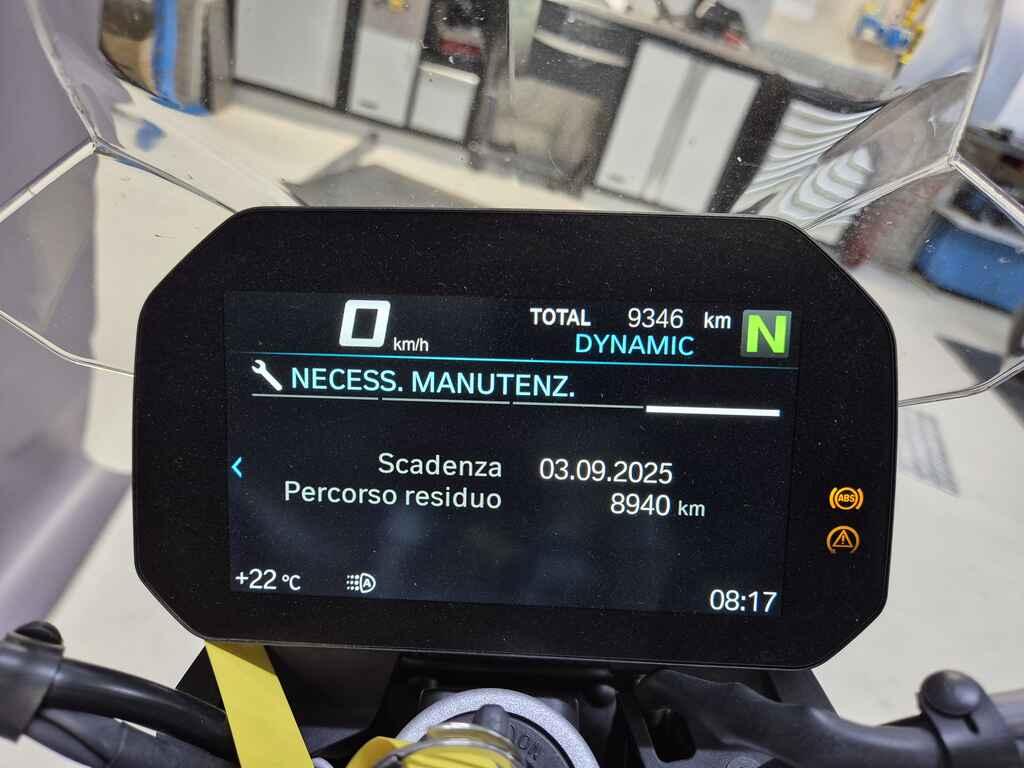 0 km/h
TOTAL 9346 km
DYNAMIC
N
NECESS. MANUTENZ.
Scadenza 03.09.2025
Percorso residuo 8940 km
ABS
+22 °C
A
08:17